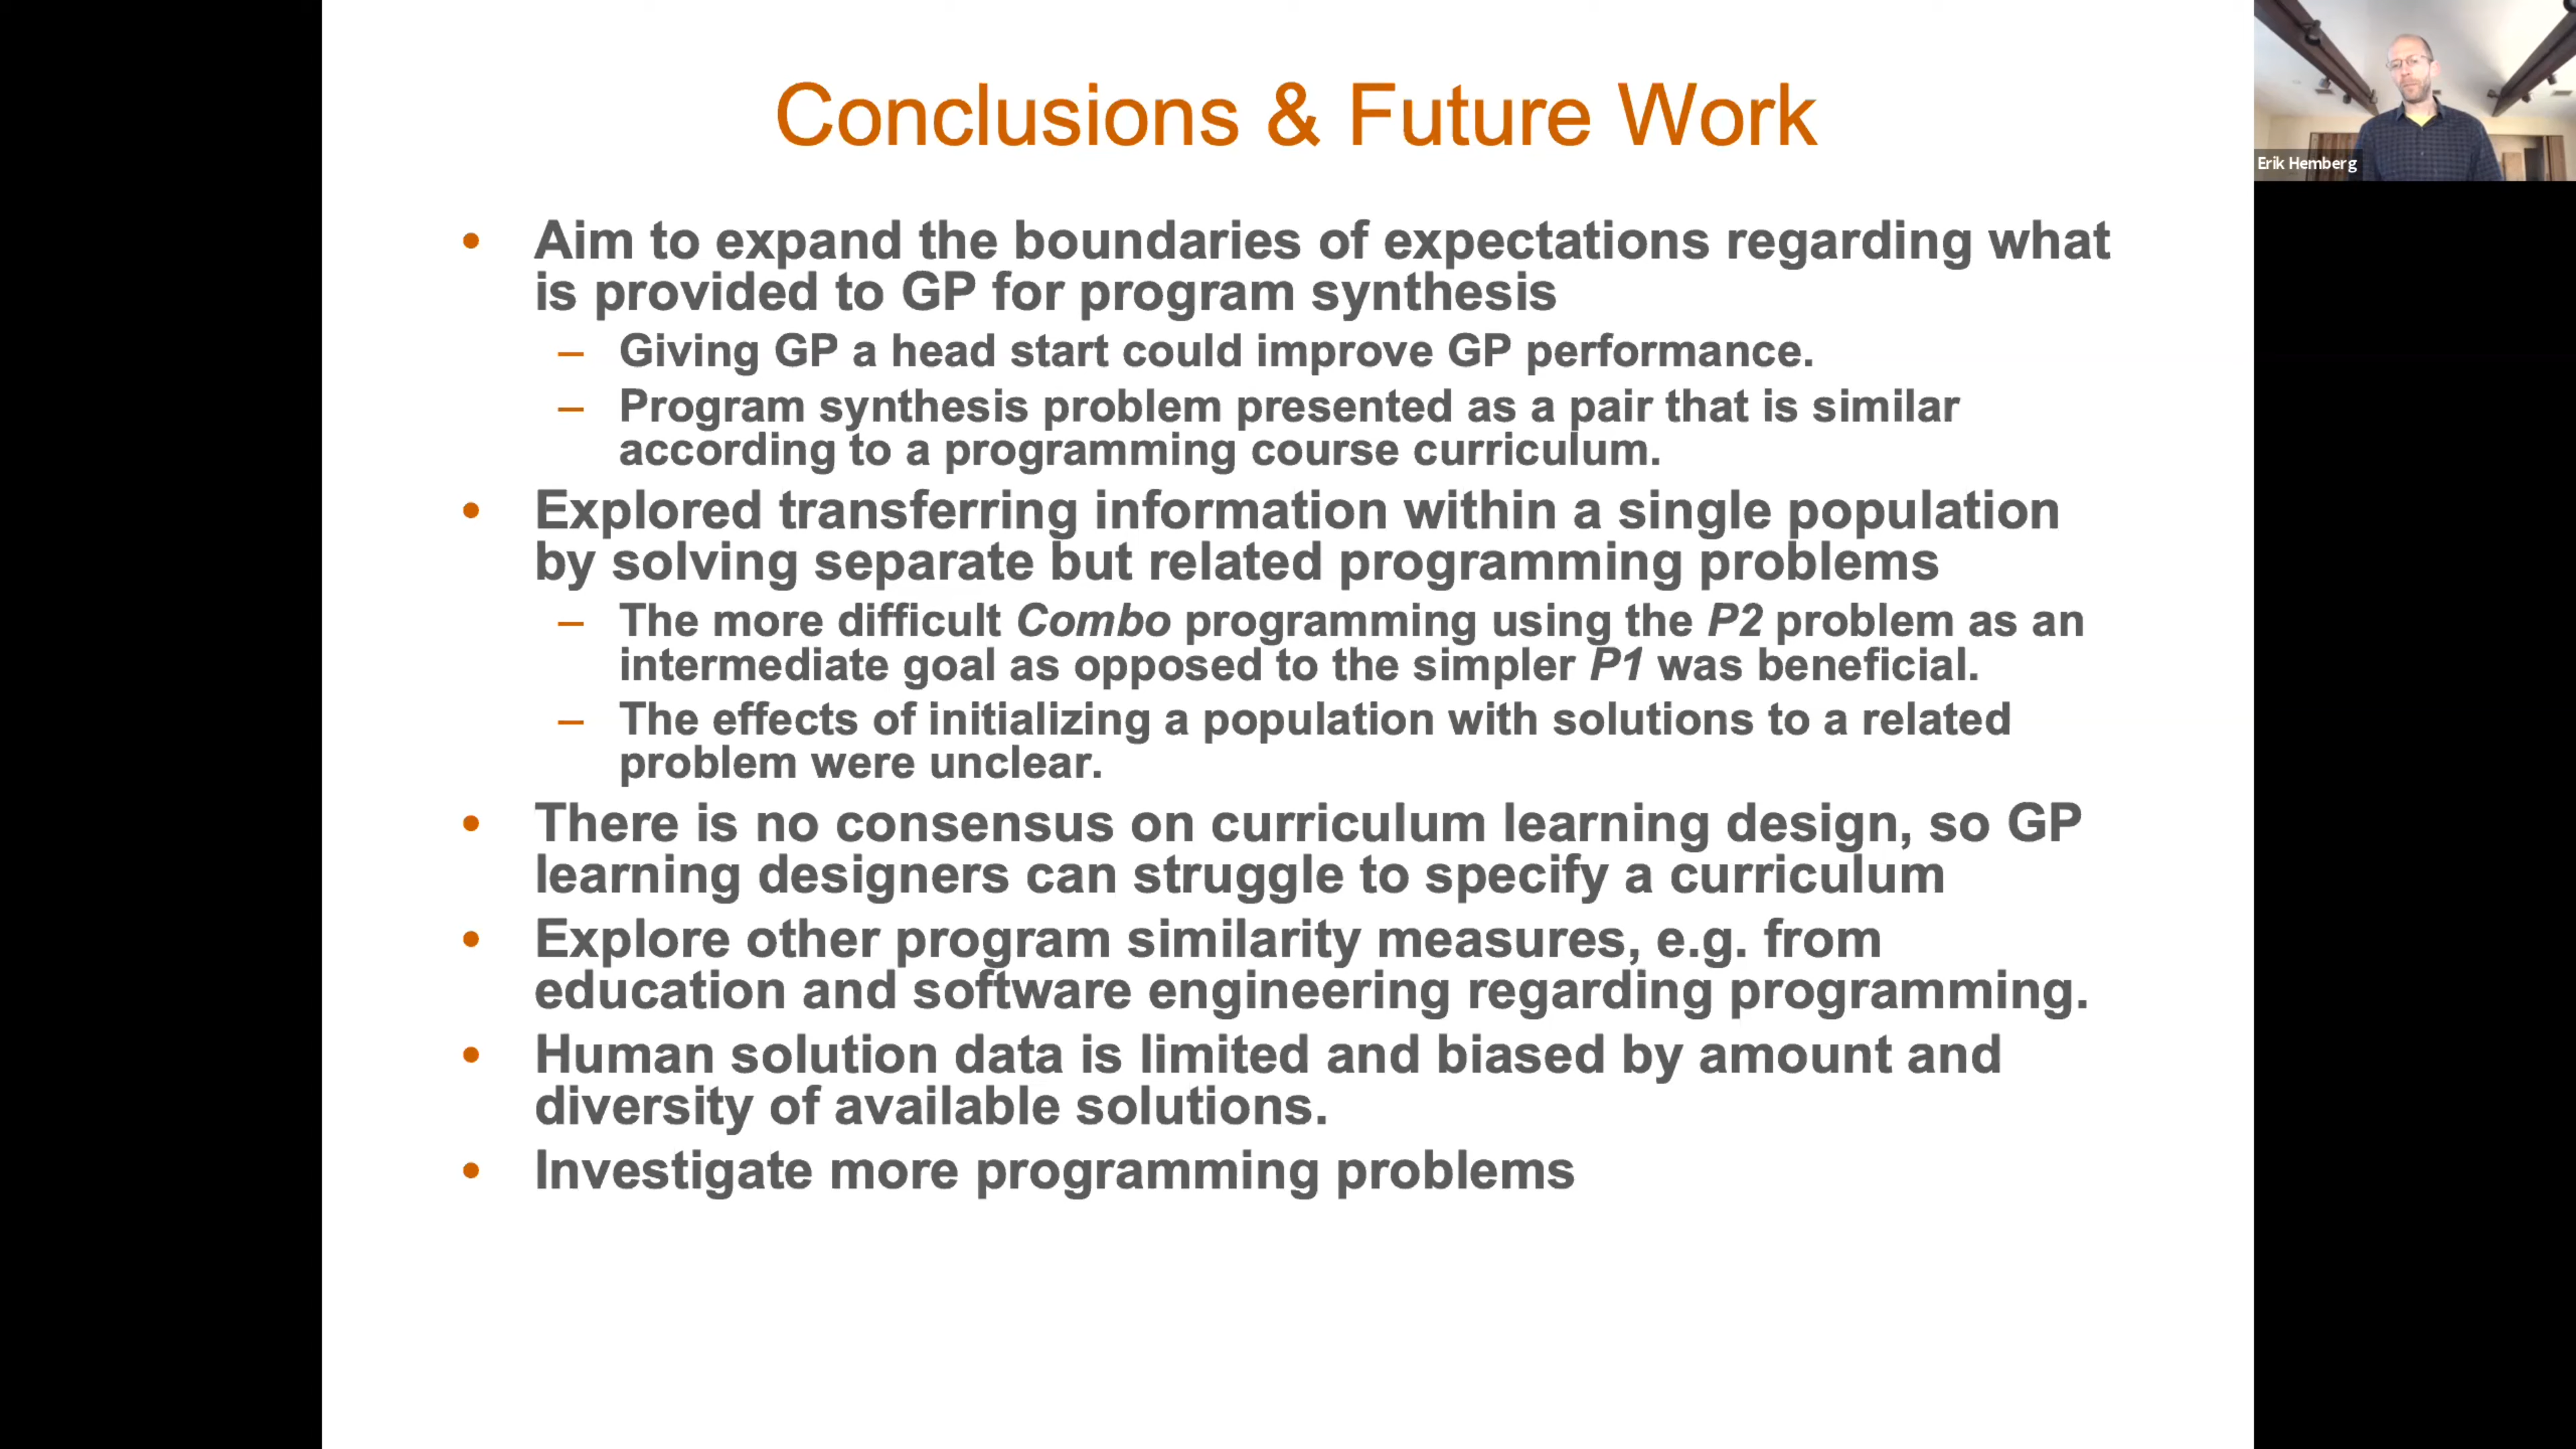 Conclusions & Future Work
Erik Hemberg
• Aim to expand the boundaries of expectations regarding what
is provided to GP for program synthesis
– Giving GP a head start could improve GP performance.
– Program synthesis problem presented as a pair that is similar
according to a programming course curriculum.
• Explored transferring information within a single population
by solving separate but related programming problems
– The more difficult Combo programming using the P2 problem as an
intermediate goal as opposed to the simpler P1 was beneficial.
– The effects of initializing a population with solutions to a related
problem were unclear.
• There is no consensus on curriculum learning design, so GP
learning designers can struggle to specify a curriculum
• Explore other program similarity measures, e.g. from
education and software engineering regarding programming.
• Human solution data is limited and biased by amount and
diversity of available solutions.
• Investigate more programming problems